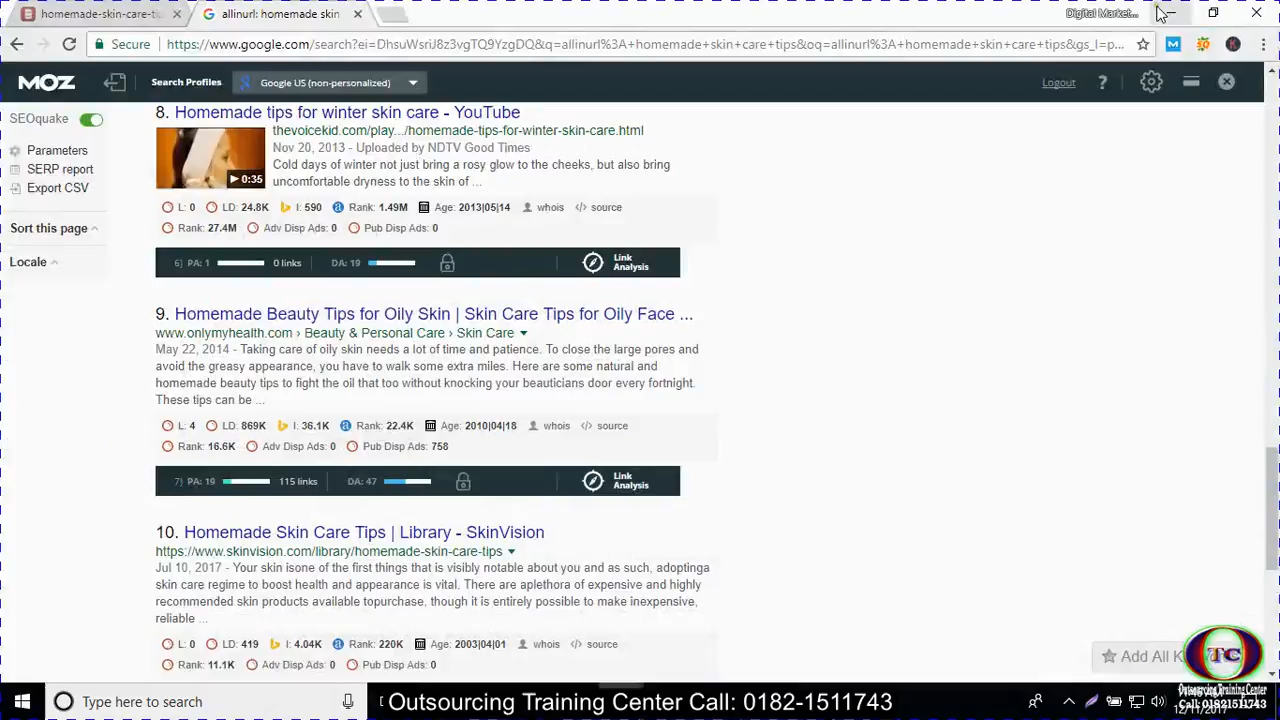 homemade-skin-care-ti
allinurl: homemade skin
Digital Market...
Secure
https://www.google.com/search?ei=DhsuWsriJ8z3vgTQ9YzgDQ&q=allinurl%3A+homemade+skin+care+tips&oq=allinurl%3A+homemade+skin+care+tips&gs_l=p...
MOZ
Search Profiles
Google US (non-personalized)
Logout
?
SEOquake
Parameters
SERP report
Export CSV
Sort this page
Locale
8. Homemade tips for winter skin care - YouTube
thevoicekid.com/play.../homemade-tips-for-winter-skin-care.html
Nov 20, 2013 - Uploaded by NDTV Good Times
Cold days of winter not just bring a rosy glow to the cheeks, but also bring
uncomfortable dryness to the skin of ...
0:35
L: 0 LD: 24.8K I: 590 Rank: 1.49M Age: 2013|05|14 whois </> source
Rank: 27.4M Adv Disp Ads: 0 Pub Disp Ads: 0
6) PA: 1 0 links DA: 19 Link Analysis
9. Homemade Beauty Tips for Oily Skin | Skin Care Tips for Oily Face ...
www.onlymyhealth.com › Beauty & Personal Care › Skin Care
May 22, 2014 - Taking care of oily skin needs a lot of time and patience. To close the large pores and
avoid the greasy appearance, you have to walk some extra miles. Here are some natural and
homemade beauty tips to fight the oil that too without knocking your beauticians door every fortnight.
These tips can be ...
L: 4 LD: 869K I: 36.1K Rank: 22.4K Age: 2010|04|18 whois </> source
Rank: 16.6K Adv Disp Ads: 0 Pub Disp Ads: 758
7) PA: 19 115 links DA: 47 Link Analysis
10. Homemade Skin Care Tips | Library - SkinVision
https://www.skinvision.com/library/homemade-skin-care-tips
Jul 10, 2017 - Your skin isone of the first things that is visibly notable about you and as such, adoptinga
skin care regime to boost health and appearance is vital. There are aplethora of expensive and highly
recommended skin products available topurchase, though it is entirely possible to make inexpensive,
reliable ...
L: 0 LD: 419 I: 4.04K Rank: 220K Age: 2003|04|01 whois </> source
Rank: 11.1K Adv Disp Ads: 0 Pub Disp Ads: 0
Add All K
OTC
Outsourcing Training Center
Call: 01821511743
Type here to search
Outsourcing Training Center Call: 0182-1511743